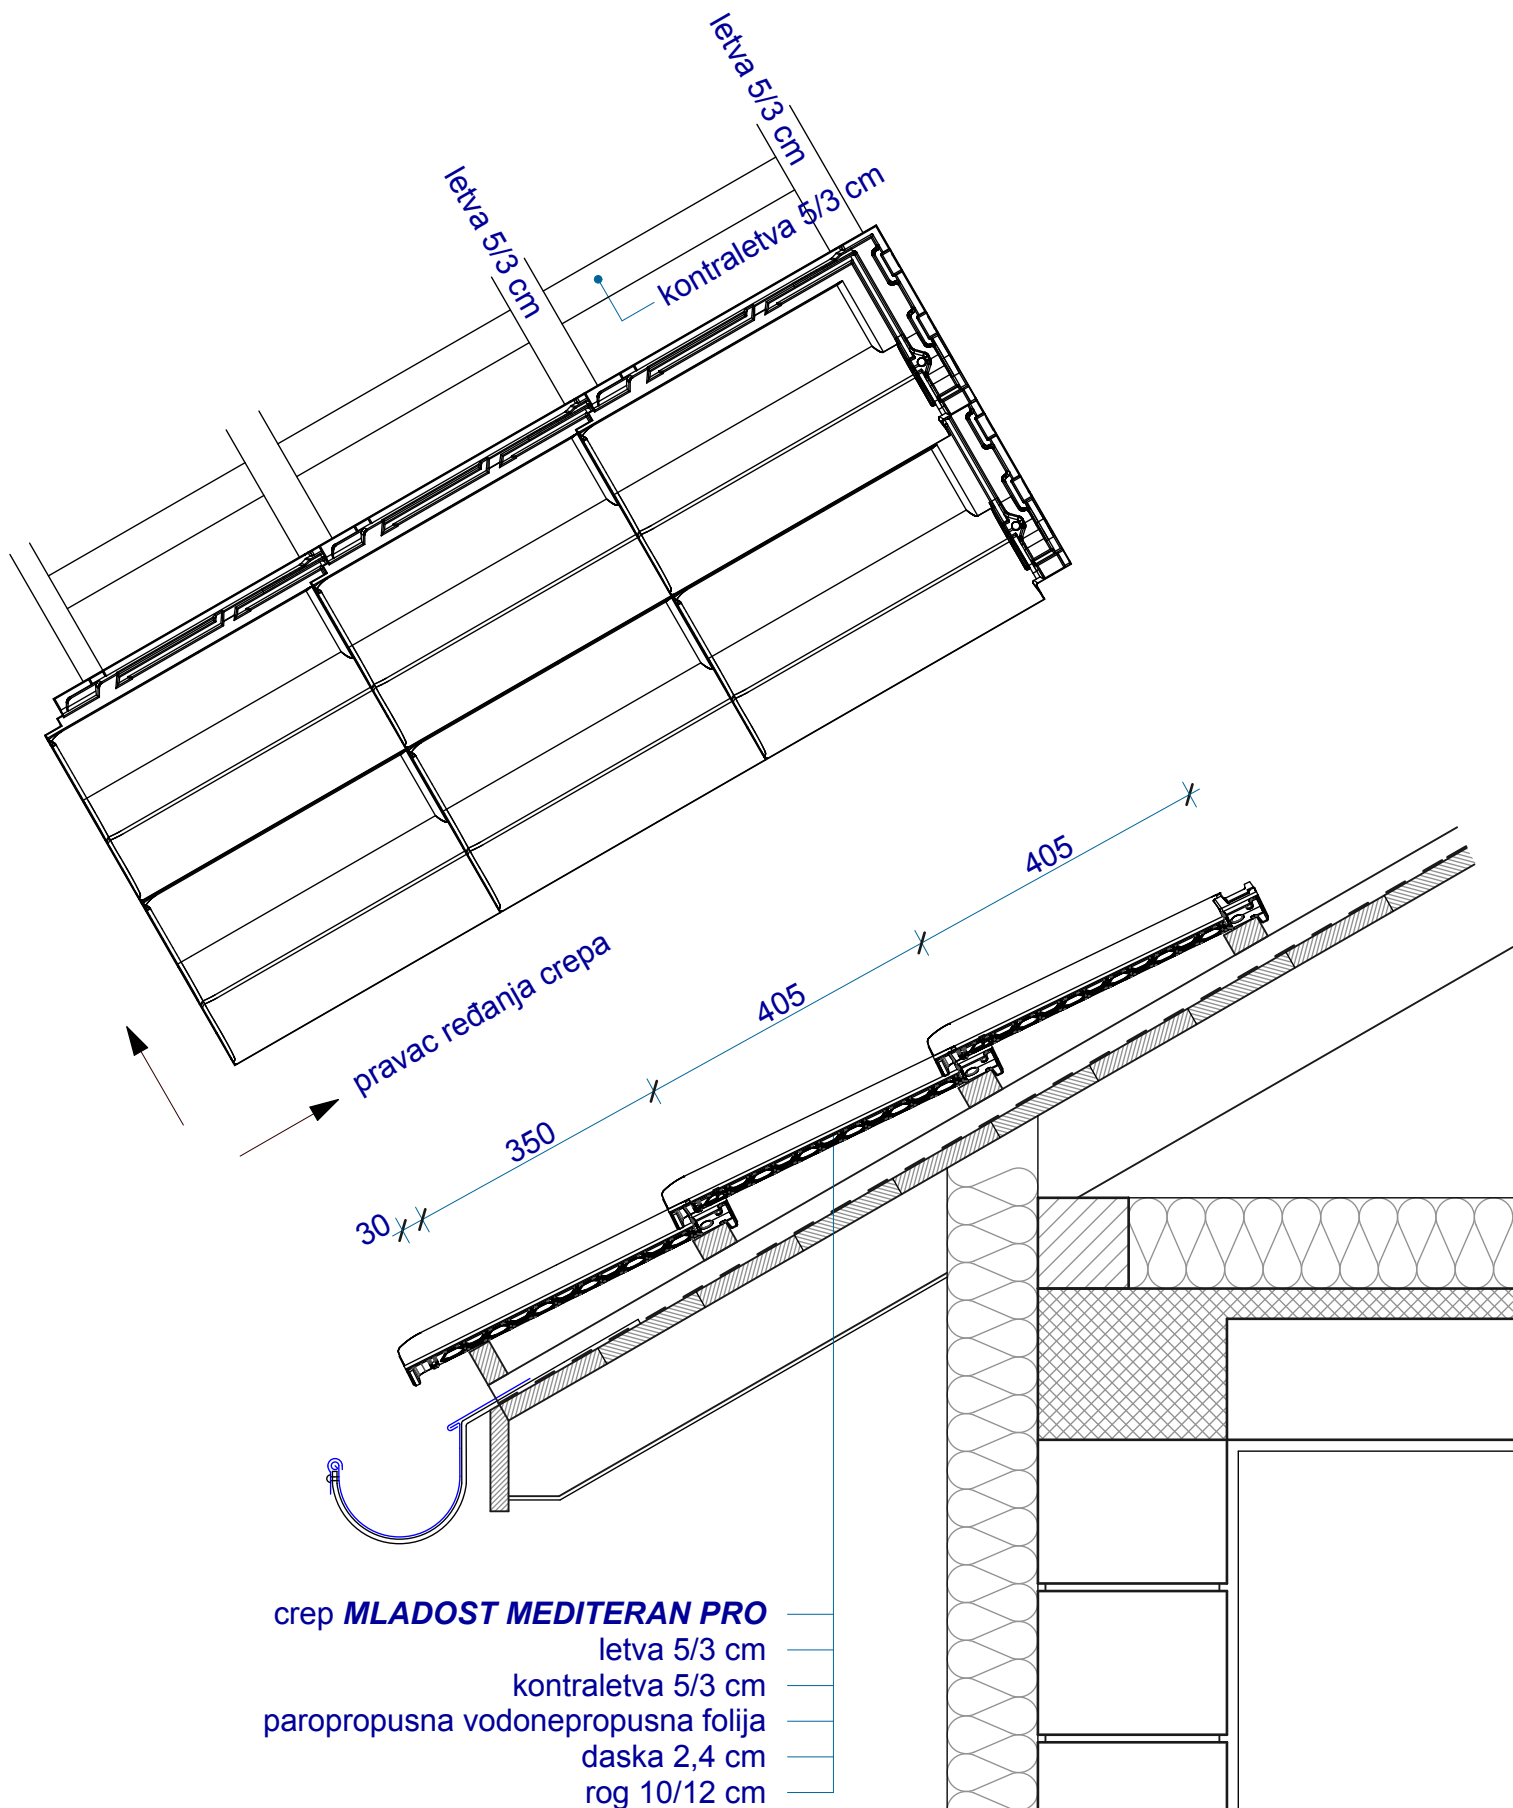 letva 5/3 cm
letva 5/3 cm
kontraletva 5/3 cm
405
405
350
30
pravac ređanja crepa
crep MLADOST MEDITERAN PRO
letva 5/3 cm
kontraletva 5/3 cm
paropropusna vodonepropusna folija
daska 2,4 cm
rog 10/12 cm